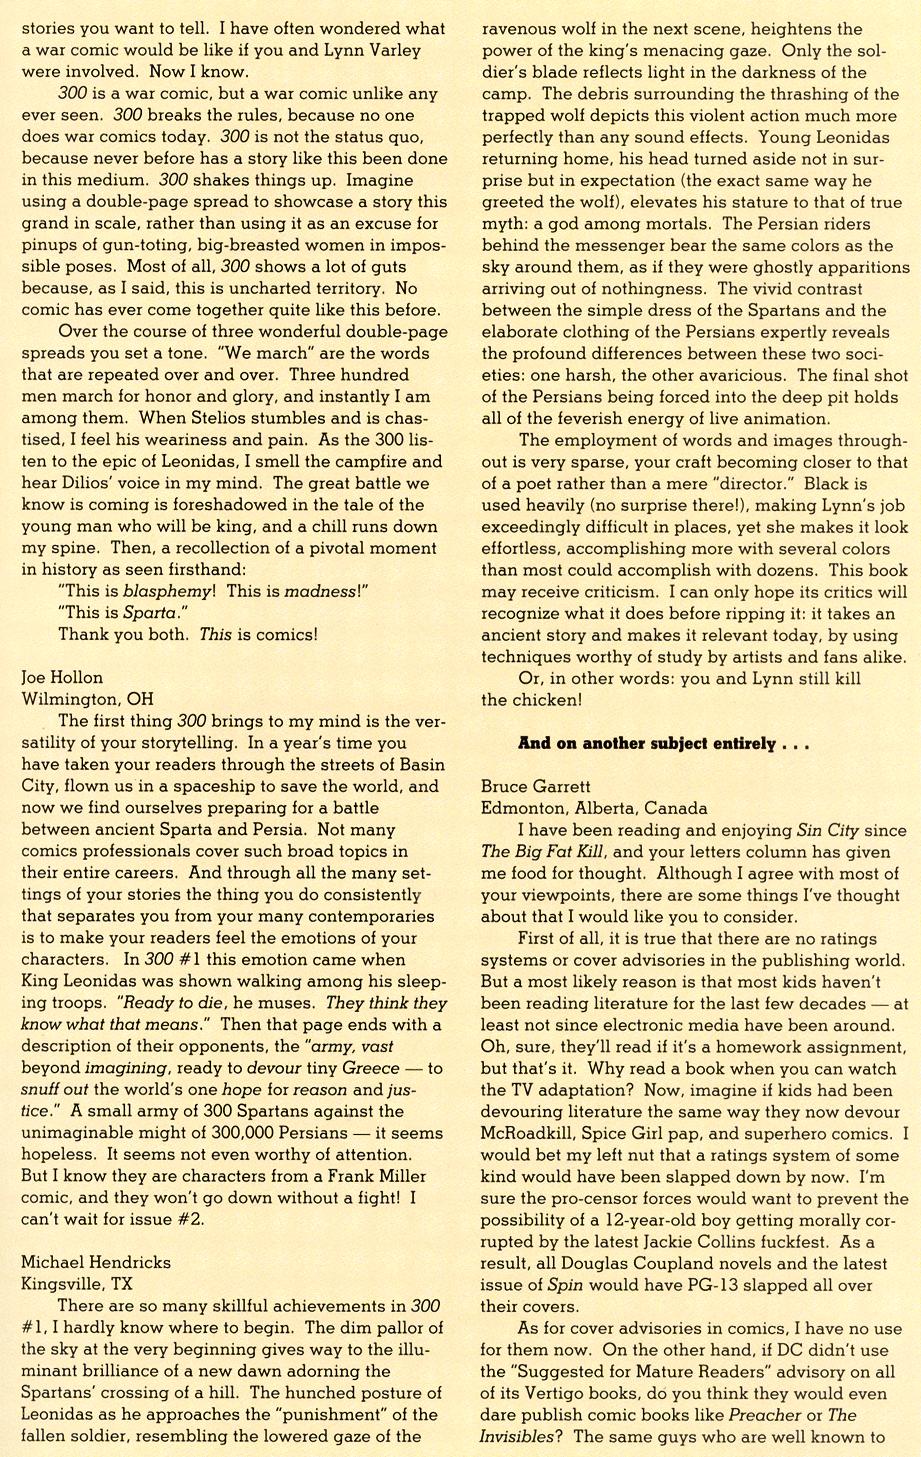 stories you want to tell.  I have often wondered what
a war comic would be like if you and Lynn Varley
were involved.  Now I know.
300 is a war comic, but a war comic unlike any
ever seen.  300 breaks the rules, because no one
does war comics today.  300 is not the status quo,
because never before has a story like this been done
in this medium.  300 shakes things up.  Imagine
using a double-page spread to showcase a story this
grand in scale, rather than using it as an excuse for
pinups of gun-toting, big-breasted women in impos-
sible poses.  Most of all, 300 shows a lot of guts
because, as I said, this is uncharted territory.  No
comic has ever come together quite like this before.
Over the course of three wonderful double-page
spreads you set a tone.  "We march" are the words
that are repeated over and over.  Three hundred
men march for honor and glory, and instantly I am
among them.  When Stelios stumbles and is chas-
tised, I feel his weariness and pain.  As the 300 lis-
ten to the epic of Leonidas, I smell the campfire and
hear Dilios' voice in my mind.  The great battle we
know is coming is foreshadowed in the tale of the
young man who will be king, and a chill runs down
my spine.  Then, a recollection of a pivotal moment
in history as seen firsthand:
"This is blasphemy!  This is madness!"
"This is Sparta."
Thank you both.  This is comics!
Joe Hollon
Wilmington, OH
The first thing 300 brings to my mind is the ver-
satility of your storytelling.  In a year's time you
have taken your readers through the streets of Basin
City, flown us in a spaceship to save the world, and
now we find ourselves preparing for a battle
between ancient Sparta and Persia.  Not many
comics professionals cover such broad topics in
their entire careers.  And through all the many set-
tings of your stories the thing you do consistently
that separates you from your many contemporaries
is to make your readers feel the emotions of your
characters.  In 300 #1 this emotion came when
King Leonidas was shown walking among his sleep-
ing troops.  "Ready to die, he muses.  They think they
know what that means."  Then that page ends with a
description of their opponents, the "army, vast
beyond imagining, ready to devour tiny Greece — to
snuff out the world's one hope for reason and jus-
tice."  A small army of 300 Spartans against the
unimaginable might of 300,000 Persians — it seems
hopeless.  It seems not even worthy of attention.
But I know they are characters from a Frank Miller
comic, and they won't go down without a fight!  I
can't wait for issue #2.
Michael Hendricks
Kingsville, TX
There are so many skillful achievements in 300
#1, I hardly know where to begin.  The dim pallor of
the sky at the very beginning gives way to the illu-
minant brilliance of a new dawn adorning the
Spartans' crossing of a hill.  The hunched posture of
Leonidas as he approaches the "punishment" of the
fallen soldier, resembling the lowered gaze of the
ravenous wolf in the next scene, heightens the
power of the king's menacing gaze.  Only the sol-
dier's blade reflects light in the darkness of the
camp.  The debris surrounding the thrashing of the
trapped wolf depicts this violent action much more
perfectly than any sound effects.  Young Leonidas
returning home, his head turned aside not in sur-
prise but in expectation (the exact same way he
greeted the wolf), elevates his stature to that of true
myth: a god among mortals.  The Persian riders
behind the messenger bear the same colors as the
sky around them, as if they were ghostly apparitions
arriving out of nothingness.  The vivid contrast
between the simple dress of the Spartans and the
elaborate clothing of the Persians expertly reveals
the profound differences between these two soci-
eties: one harsh, the other avaricious.  The final shot
of the Persians being forced into the deep pit holds
all of the feverish energy of live animation.
The employment of words and images through-
out is very sparse, your craft becoming closer to that
of a poet rather than a mere "director."  Black is
used heavily (no surprise there!), making Lynn's job
exceedingly difficult in places, yet she makes it look
effortless, accomplishing more with several colors
than most could accomplish with dozens.  This book
may receive criticism.  I can only hope its critics will
recognize what it does before ripping it: it takes an
ancient story and makes it relevant today, by using
techniques worthy of study by artists and fans alike.
Or, in other words: you and Lynn still kill
the chicken!
And on another subject entirely . . .
Bruce Garrett
Edmonton, Alberta, Canada
I have been reading and enjoying Sin City since
The Big Fat Kill, and your letters column has given
me food for thought.  Although I agree with most of
your viewpoints, there are some things I've thought
about that I would like you to consider.
First of all, it is true that there are no ratings
systems or cover advisories in the publishing world.
But a most likely reason is that most kids haven't
been reading literature for the last few decades — at
least not since electronic media have been around.
Oh, sure, they'll read if it's a homework assignment,
but that's it.  Why read a book when you can watch
the TV adaptation?  Now, imagine if kids had been
devouring literature the same way they now devour
McRoadkill, Spice Girl pap, and superhero comics.  I
would bet my left nut that a ratings system of some
kind would have been slapped down by now.  I'm
sure the pro-censor forces would want to prevent the
possibility of a 12-year-old boy getting morally cor-
rupted by the latest Jackie Collins fuckfest.  As a
result, all Douglas Coupland novels and the latest
issue of Spin would have PG-13 slapped all over
their covers.
As for cover advisories in comics, I have no use
for them now.  On the other hand, if DC didn't use
the "Suggested for Mature Readers" advisory on all
of its Vertigo books, do you think they would even
dare publish comic books like Preacher or The
Invisibles?  The same guys who are well known to